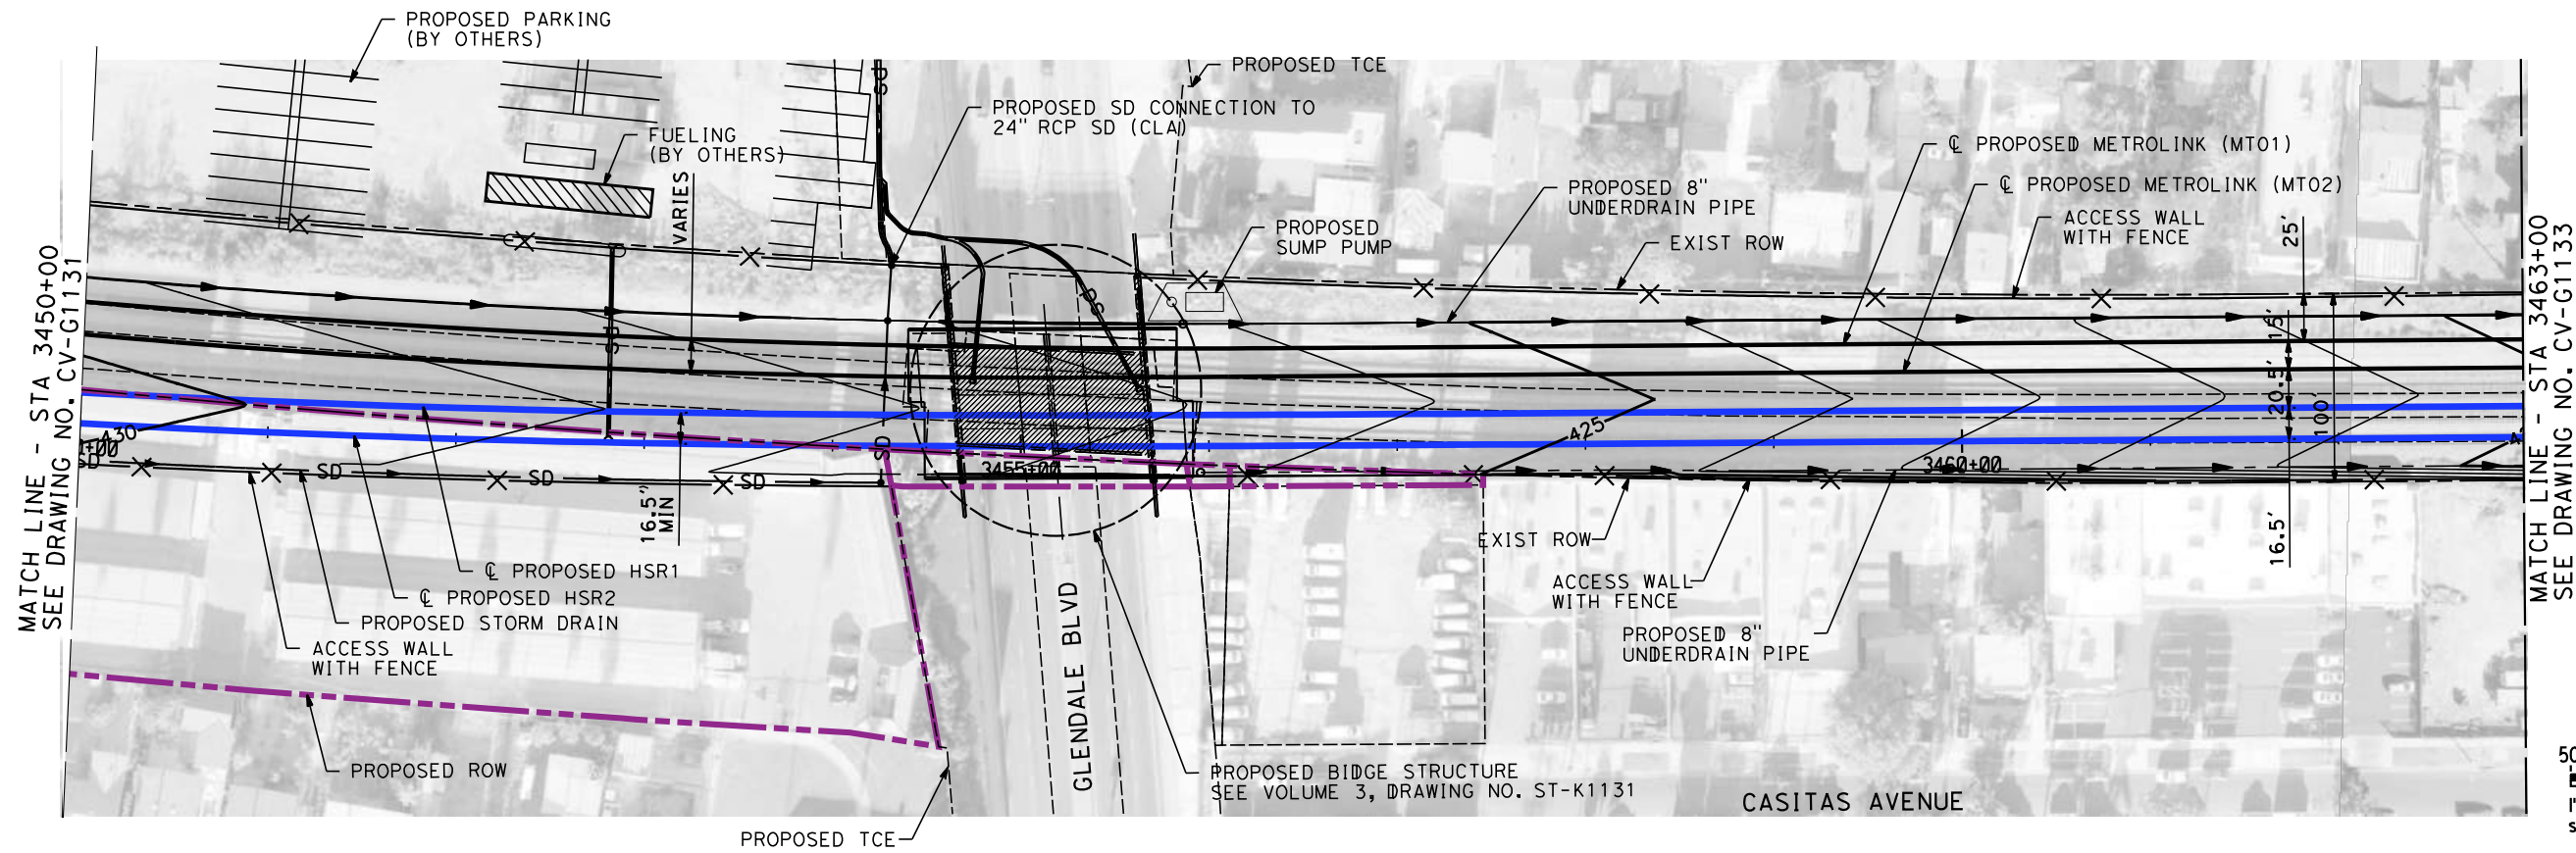 PROPOSED PARKING
(BY OTHERS)
PROPOSED TCE
SD
PROPOSED SD CONNECTION TO
24" RCP SD (CLA)
FUELING
(BY OTHERS)
VARIES
PROPOSED
SUMP PUMP
PROPOSED 8"
UNDERDRAIN PIPE
EXIST ROW
℄ PROPOSED METROLINK (MT01)
℄ PROPOSED METROLINK (MT02)
ACCESS WALL
WITH FENCE
25'
15'
20.5'
100'
16.5'
MATCH LINE - STA 3450+00
SEE DRAWING NO. CV-G1131
MATCH LINE - STA 3463+00
SEE DRAWING NO. CV-G1133
SD
SD
430
+00
SD
SD
SD
SD
SD
3455+00
425
3460+00
16.5'
MIN
℄ PROPOSED HSR1
℄ PROPOSED HSR2
PROPOSED STORM DRAIN
ACCESS WALL
WITH FENCE
PROPOSED ROW
GLENDALE BLVD
PROPOSED TCE
PROPOSED BIDGE STRUCTURE
SEE VOLUME 3, DRAWING NO. ST-K1131
EXIST ROW
ACCESS WALL
WITH FENCE
PROPOSED 8"
UNDERDRAIN PIPE
CASITAS AVENUE
50